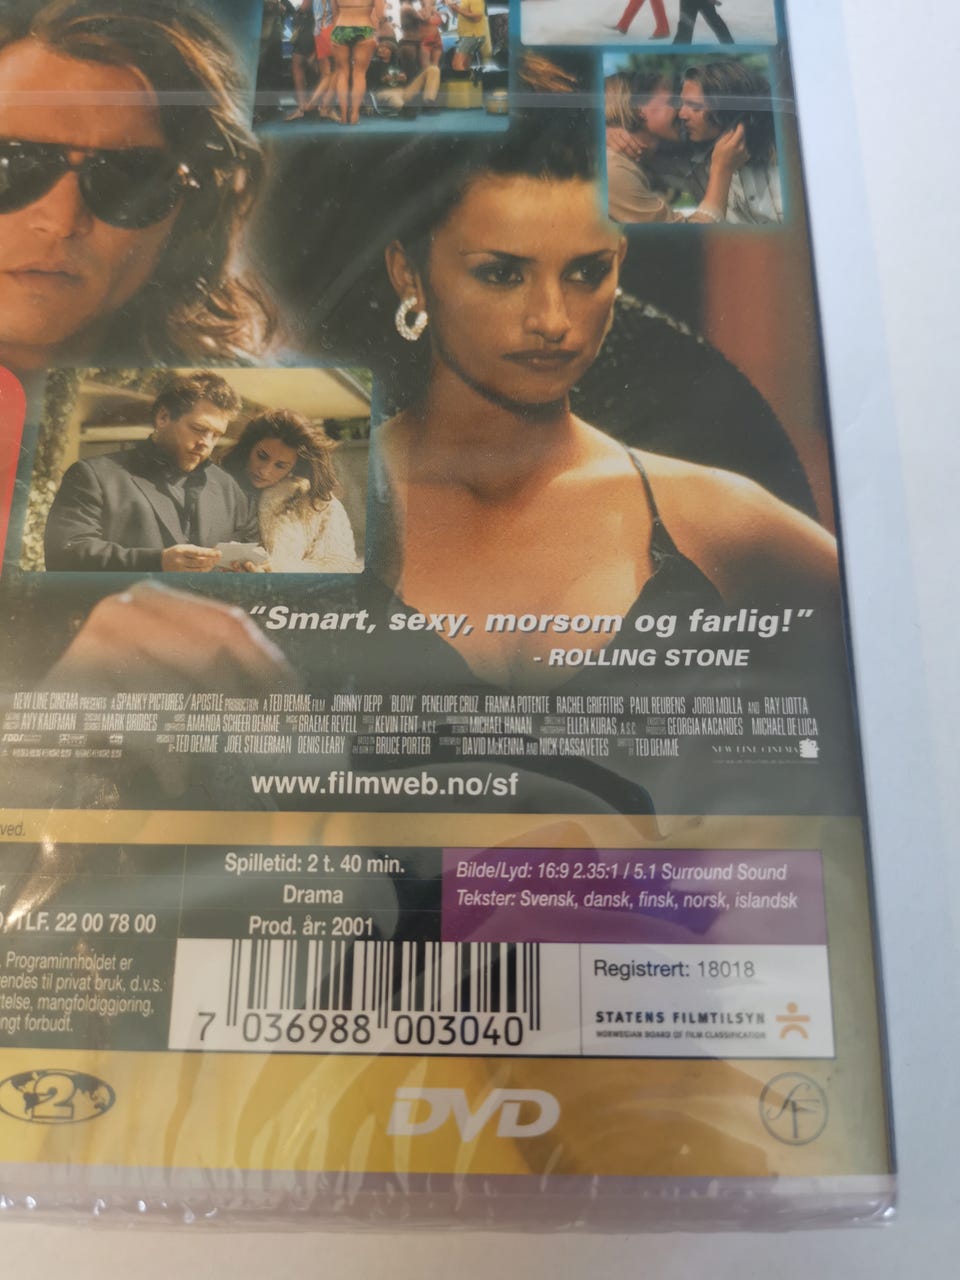 "Smart, sexy, morsom og farlig!"
- ROLLING STONE
NEW LINE CINEMA PRESENTS A SPANKY PICTURES/APOSTLE PRODUCTION A TED DEMME FILM JOHNNY DEPP 'BLOW' PENELOPE CRUZ FRANKA POTENTE RACHEL GRIFFITHS PAUL REUBENS JORDI MOLLA AND RAY LIOTTA
AVY KAUFMAN MARK BRIDGES AMANDA SCHEER DEMME GRAEME REVELL KEVIN TENT A.C.E. MICHAEL HANAN ELLEN KURAS, A.S.C. GEORGIA KACANDES MICHAEL DE LUCA
TED DEMME JOEL STILLERMAN DENIS LEARY BRUCE PORTER DAVID McKENNA AND NICK CASSAVETES TED DEMME NEW LINE CINEMA
www.filmweb.no/sf
ved.
Spilletid: 2 t. 40 min.
Drama
Prod. år: 2001
Bilde/Lyd: 16:9 2.35:1 / 5.1 Surround Sound
Tekster: Svensk, dansk, finsk, norsk, islandsk
r
, TLF. 22 00 78 00
. Programinnholdet er
endes til privat bruk, d.v.s.
ttelse, mangfoldiggjøring,
ngt forbudt.
7 036988 003040
Registrert: 18018
STATENS FILMTILSYN
NORWEGIAN BOARD OF FILM CLASSIFICATION
2
DVD
SF